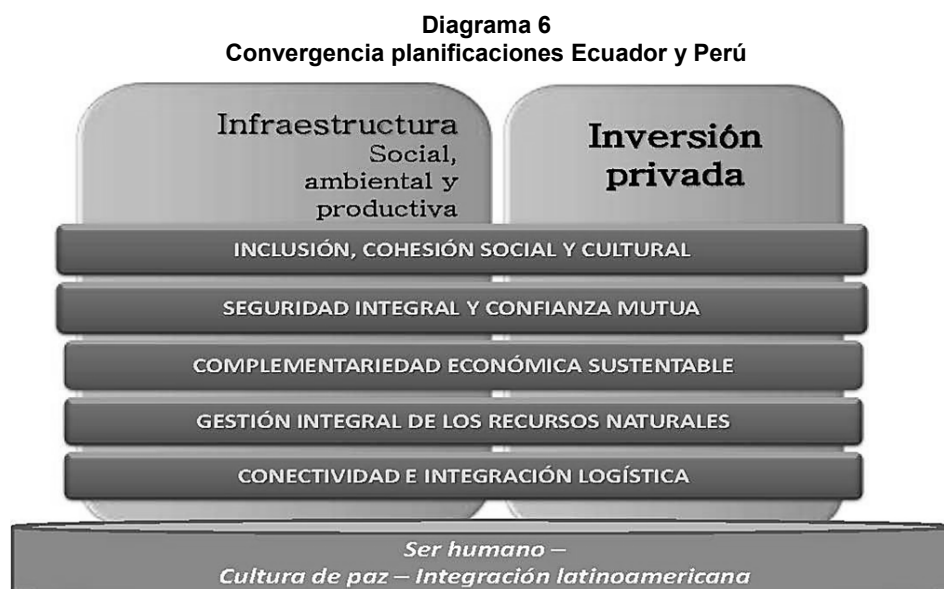 Diagrama 6
Convergencia planificaciones Ecuador y Perú
Infraestructura
Social,
ambiental y
productiva
Inversión
privada
INCLUSIÓN, COHESIÓN SOCIAL Y CULTURAL
SEGURIDAD INTEGRAL Y CONFIANZA MUTUA
COMPLEMENTARIEDAD ECONÓMICA SUSTENTABLE
GESTIÓN INTEGRAL DE LOS RECURSOS NATURALES
CONECTIVIDAD E INTEGRACIÓN LOGÍSTICA
Ser humano –
Cultura de paz – Integración latinoamericana